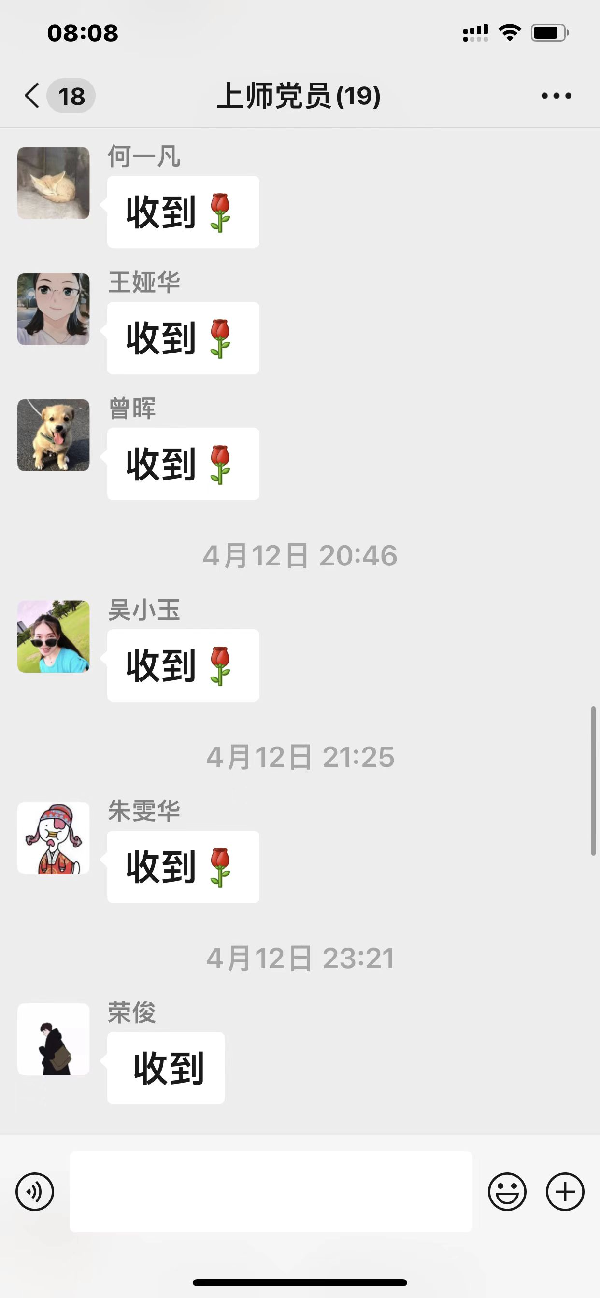 08:08
18
上师党员(19)
何一凡
收到🌹
王娅华
收到🌹
曾晖
收到🌹
4月12日 20:46
吴小玉
收到🌹
4月12日 21:25
朱雯华
收到🌹
4月12日 23:21
荣俊
收到